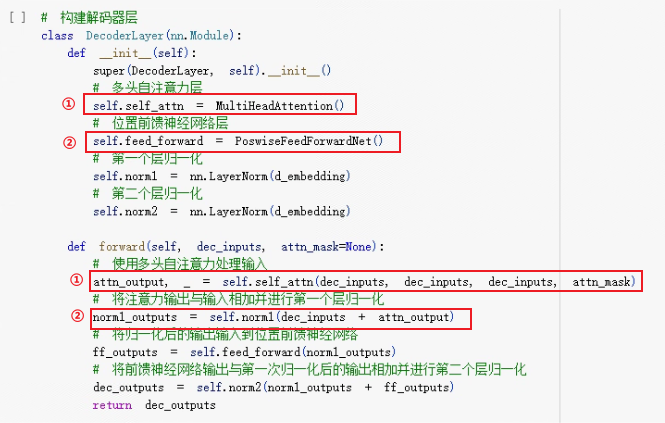 [ ] # 构建解码器层
class DecoderLayer(nn.Module):
def __init__(self):
super(DecoderLayer, self).__init__()
# 多头自注意力层
① self.self_attn = MultiHeadAttention()
# 位置前馈神经网络层
② self.feed_forward = PoswiseFeedForwardNet()
# 第一个层归一化
self.norm1 = nn.LayerNorm(d_embedding)
# 第二个层归一化
self.norm2 = nn.LayerNorm(d_embedding)
def forward(self, dec_inputs, attn_mask=None):
# 使用多头自注意力处理输入
① attn_output, _ = self.self_attn(dec_inputs, dec_inputs, dec_inputs, attn_mask)
# 将注意力输出与输入相加并进行第一个层归一化
② norm1_outputs = self.norm1(dec_inputs + attn_output)
# 将归一化后的输出输入到位置前馈神经网络
ff_outputs = self.feed_forward(norm1_outputs)
# 将前馈神经网络输出与第一次归一化后的输出相加并进行第二个层归一化
dec_outputs = self.norm2(norm1_outputs + ff_outputs)
return dec_outputs